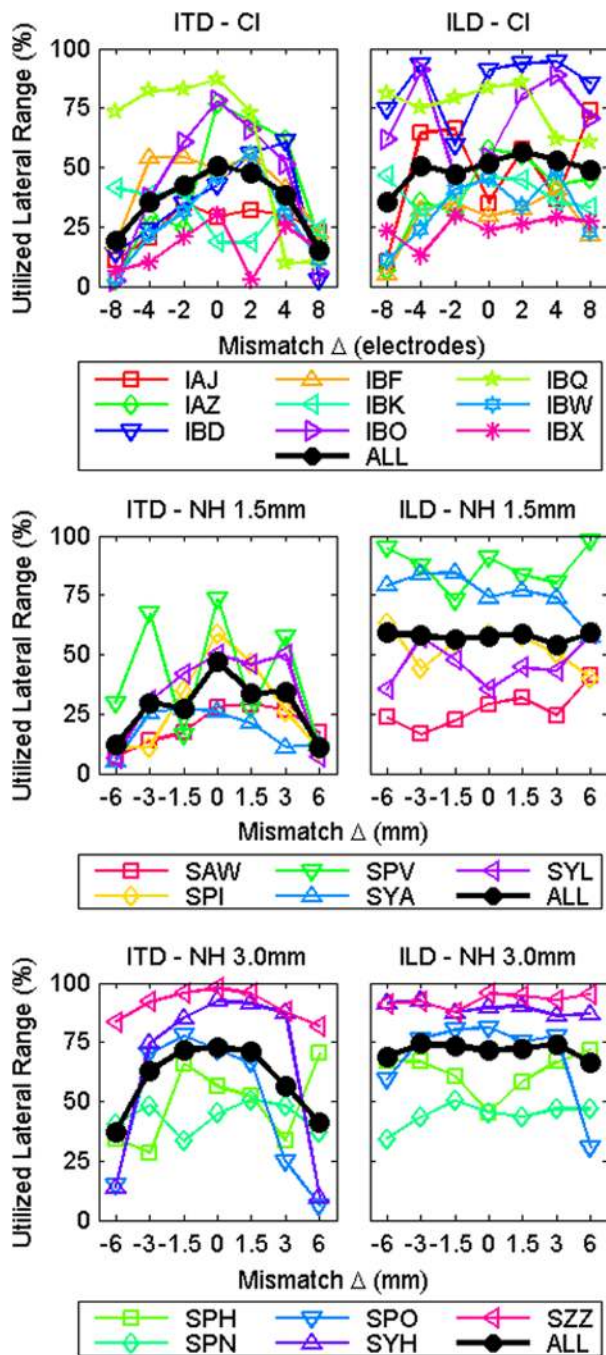 ITD - CI ILD - CI
Utilized Lateral Range (%)
100
75
50
25
0
-8 -4 -2 0 2 4 8 -8 -4 -2 0 2 4 8
Mismatch Δ (electrodes)
IAJ IBF IBQ
IAZ IBK IBW
IBD IBO IBX
ALL
ITD - NH 1.5mm ILD - NH 1.5mm
Utilized Lateral Range (%)
100
75
50
25
0
-6 -3 -1.5 0 1.5 3 6 -6 -3 -1.5 0 1.5 3 6
Mismatch Δ (mm)
SAW SPV SYL
SPI SYA ALL
ITD - NH 3.0mm ILD - NH 3.0mm
Utilized Lateral Range (%)
100
75
50
25
0
-6 -3 -1.5 0 1.5 3 6 -6 -3 -1.5 0 1.5 3 6
Mismatch Δ (mm)
SPH SPO SZZ
SPN SYH ALL